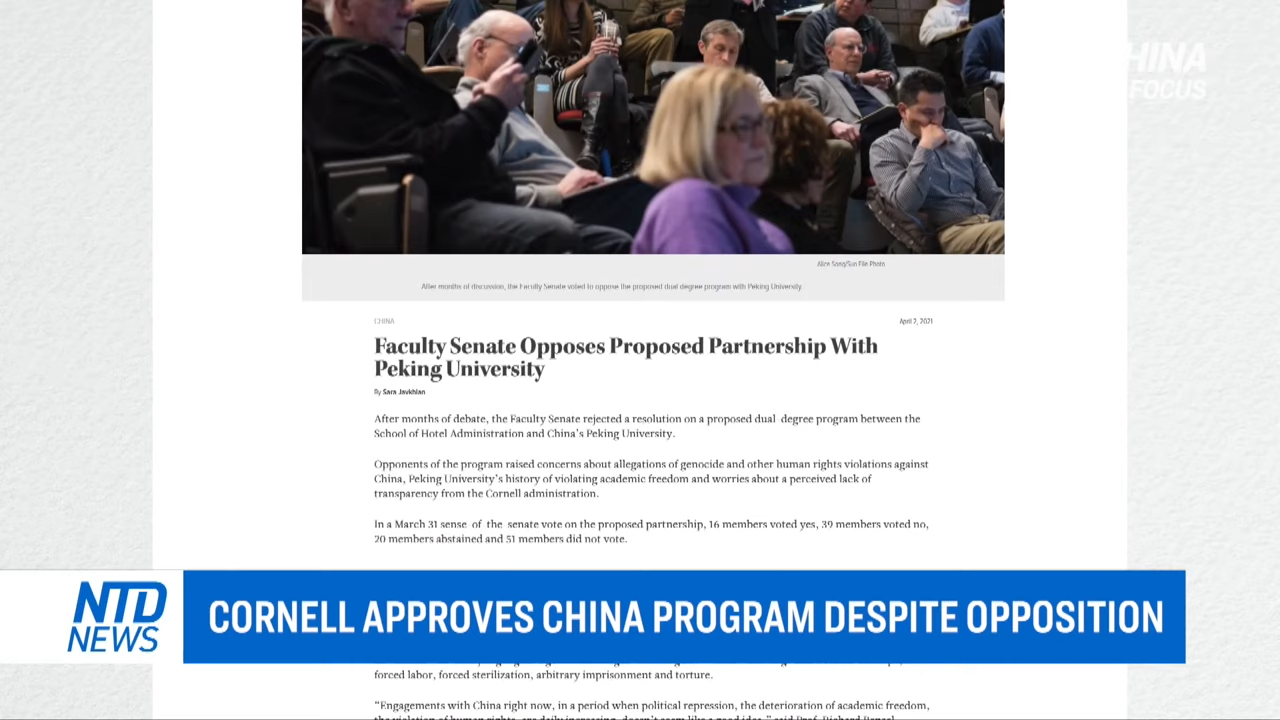 CHINA
FOCUS
Alice Song/Sun File Photo
After months of discussion, the Faculty Senate voted to oppose the proposed dual degree program with Peking University.
CHINA
April 2, 2021
Faculty Senate Opposes Proposed Partnership With
Peking University
By Sara Javkhlan
After months of debate, the Faculty Senate rejected a resolution on a proposed dual degree program between the
School of Hotel Administration and China's Peking University.
Opponents of the program raised concerns about allegations of genocide and other human rights violations against
China, Peking University's history of violating academic freedom and worries about a perceived lack of
transparency from the Cornell administration.
In a March 31 sense of the senate vote on the proposed partnership, 16 members voted yes, 39 members voted no,
20 members abstained and 51 members did not vote.
NTD
NEWS
CORNELL APPROVES CHINA PROGRAM DESPITE OPPOSITION
forced labor, forced sterilization, arbitrary imprisonment and torture.
"Engagements with China right now, in a period when political repression, the deterioration of academic freedom,